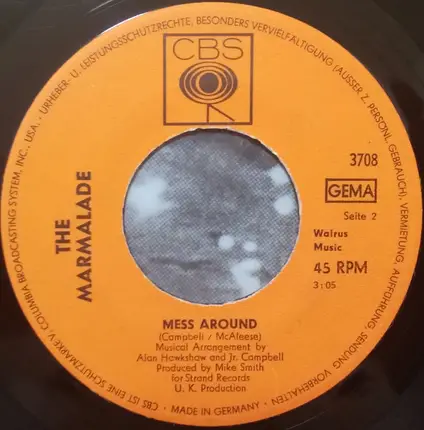 CBS
URHEBER - U. LEISTUNGSSCHUTZRECHTE, BESONDERS VERVIELFÄLTIGUNG (AUSSER Z. PERSÖNL. GEBRAUCH), VERMIETUNG, AUFFÜHRUNG, SENDUNG VORBEHALTEN
THE
MARMALADE
3708
GEMA
Seite 2
Walrus
Music
45 RPM
3:05
MESS AROUND
(Campbell / McAleese)
Musical Arrangement by
Alan Hawkshaw and Jr. Campbell
Produced by Mike Smith
for Strand Records
U. K. Production
• MADE IN GERMANY •
CBS IST EINE SCHUTZMARKE V. COLUMBIA BROADCASTING SYSTEM, INC., USA. •